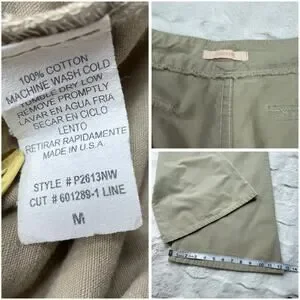 100% COTTON
MACHINE WASH COLD
TUMBLE DRY LOW
REMOVE PROMPTLY
LAVAR EN AGUA FRIA
SECAR EN CICLO
LENTO
RETIRAR RAPIDAMENTE
MADE IN U.S.A
STYLE # P2613NW
CUT # 601289-1 LINE
M